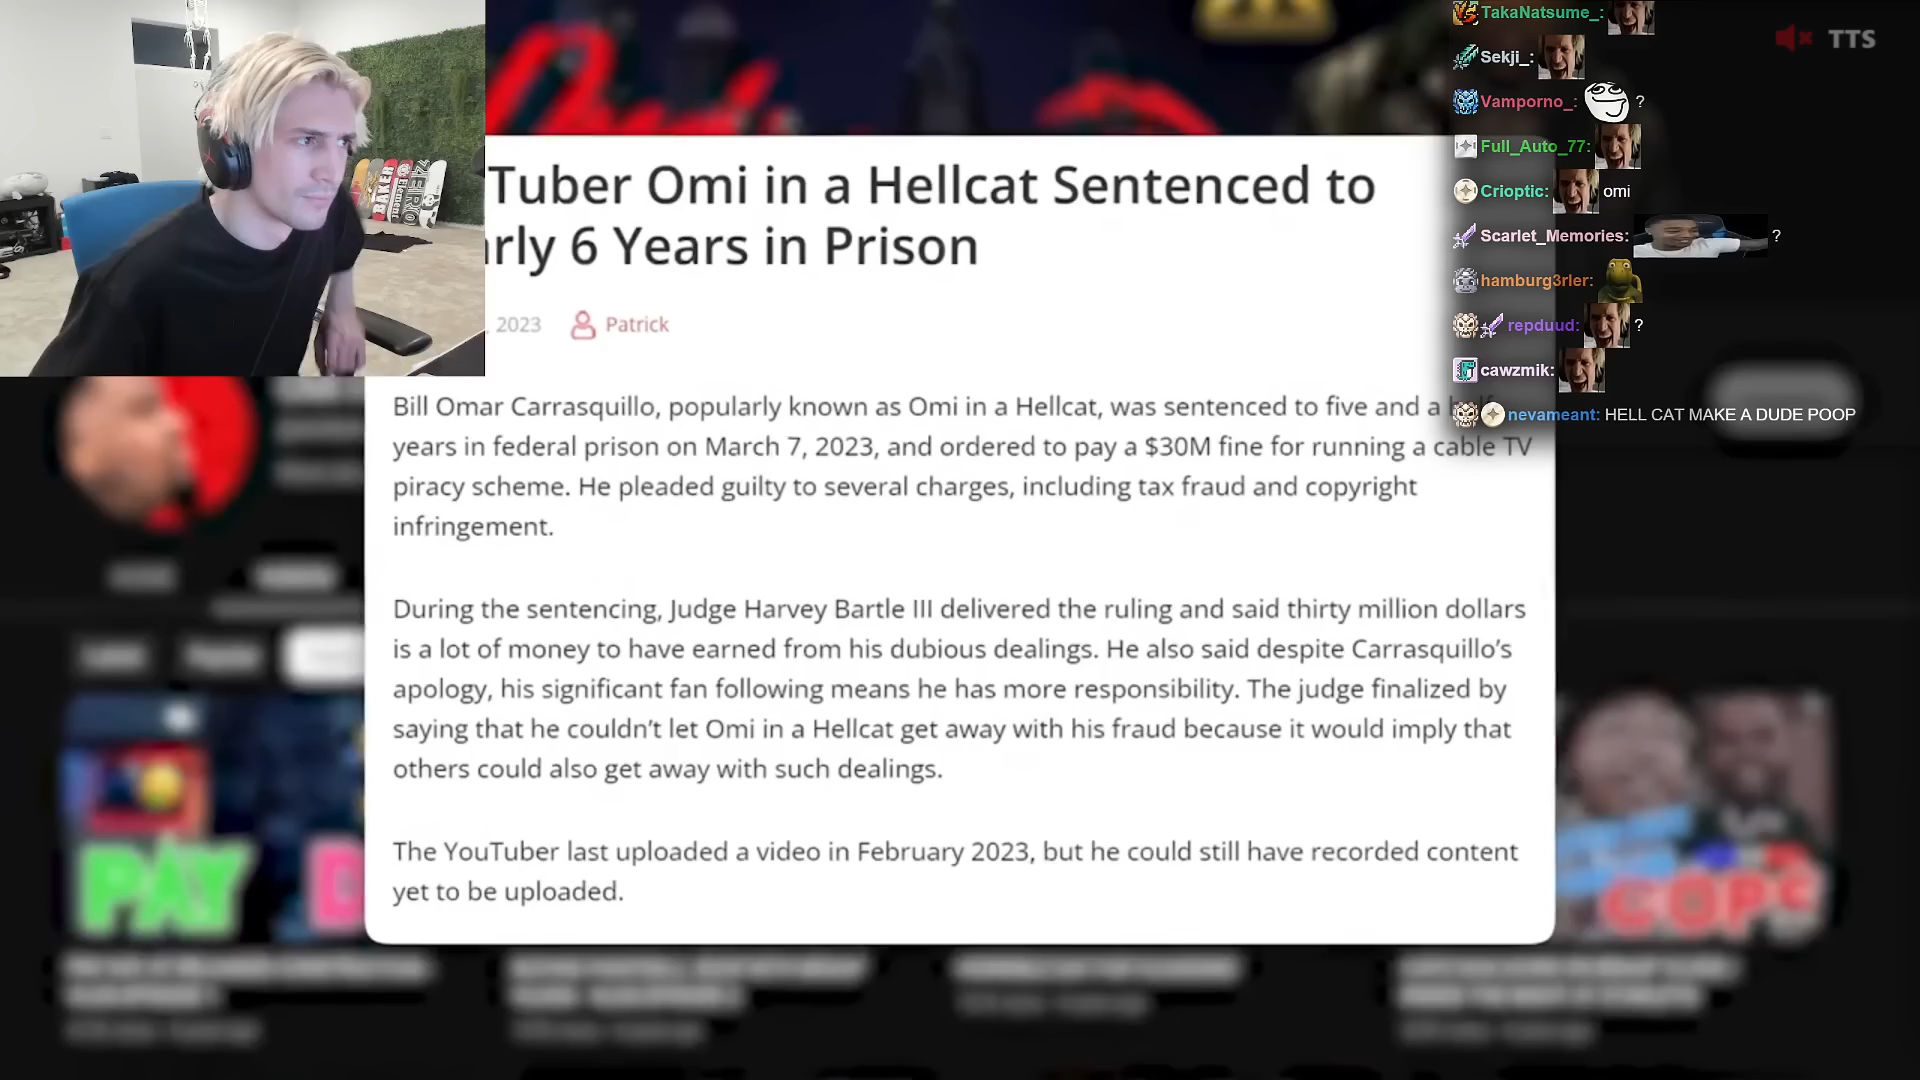 Tuber Omi in a Hellcat Sentenced to
rly 6 Years in Prison
, 2023 Patrick
Bill Omar Carrasquillo, popularly known as Omi in a Hellcat, was sentenced to five and a half
years in federal prison on March 7, 2023, and ordered to pay a $30M fine for running a cable TV
piracy scheme. He pleaded guilty to several charges, including tax fraud and copyright
infringement.
During the sentencing, Judge Harvey Bartle III delivered the ruling and said thirty million dollars
is a lot of money to have earned from his dubious dealings. He also said despite Carrasquillo’s
apology, his significant fan following means he has more responsibility. The judge finalized by
saying that he couldn’t let Omi in a Hellcat get away with his fraud because it would imply that
others could also get away with such dealings.
The YouTuber last uploaded a video in February 2023, but he could still have recorded content
yet to be uploaded.
TakaNatsume_:
Sekji_:
Vamporno_: ?
Full_Auto_77:
Crioptic: omi
Scarlet_Memories: ?
hamburg3rler:
repduud: ?
cawzmik:
nevameant: HELL CAT MAKE A DUDE POOP
TTS
BAKER
Element
ZERO
PAY
D
COPS